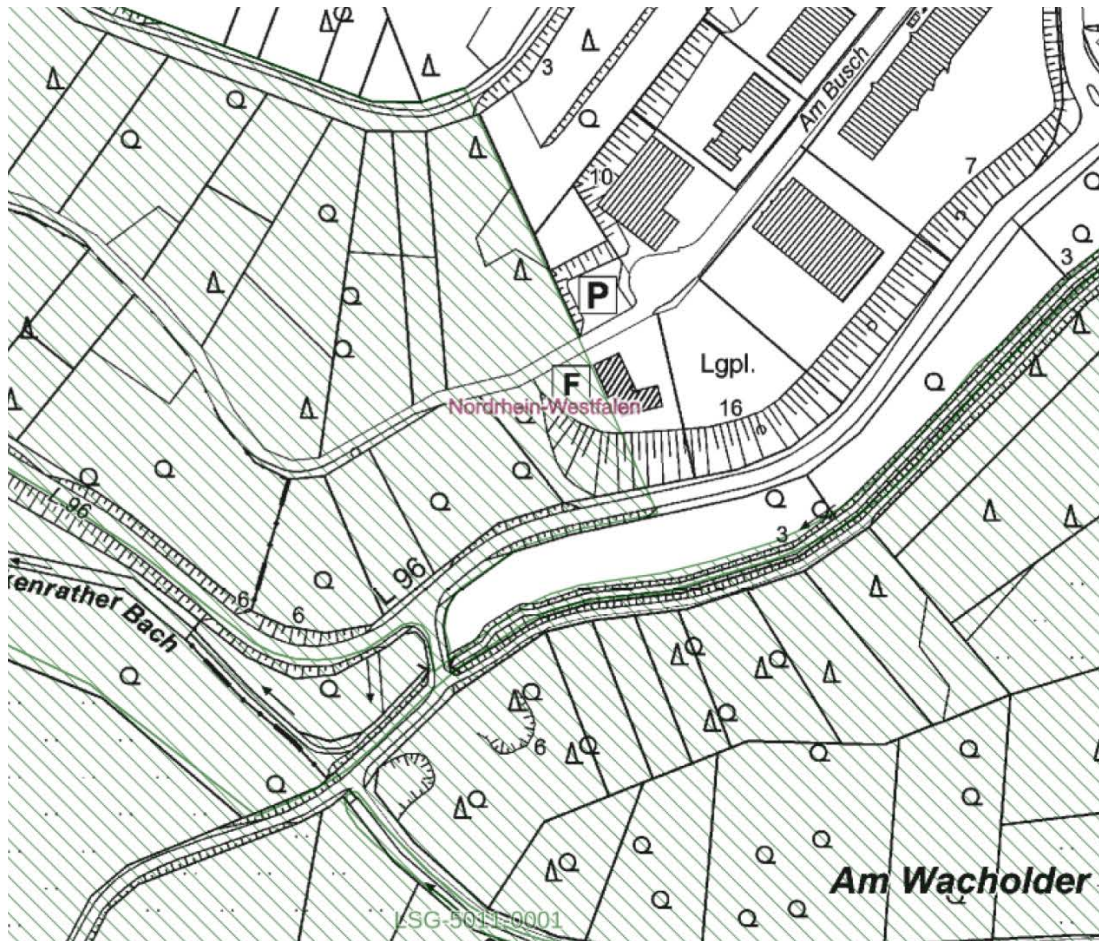 3
Am Busch
10
7
3
P
Lgpl.
F
Nordrhein-Westfalen
16
96
3
L 96
6
6
kenrather Bach
6
Am Wacholder
LSG-5011-0001